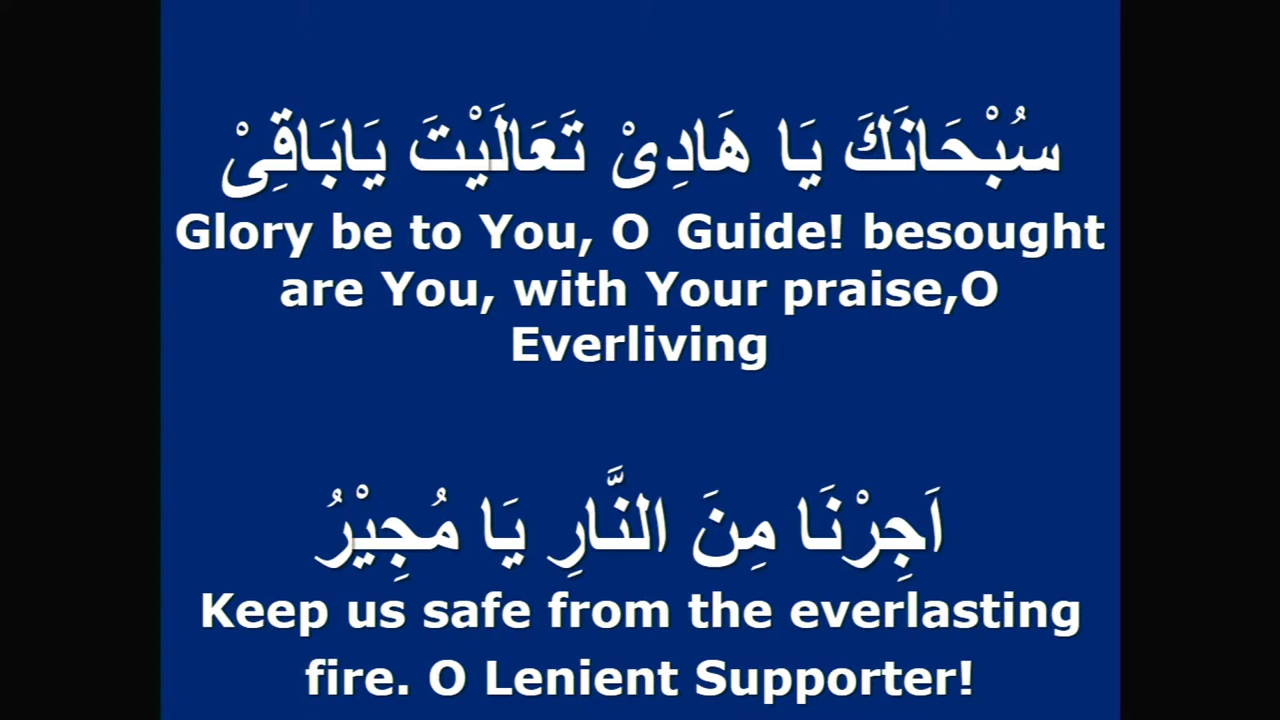 سُبْحَانَكَ يَا هَادِىْ تَعَالَيْتَ يَابَاقِىْ
Glory be to You, O Guide! besought
are You, with Your praise,O
Everliving
اَجِرْنَا مِنَ النَّارِ يَا مُجِيْرُ
Keep us safe from the everlasting
fire. O Lenient Supporter!